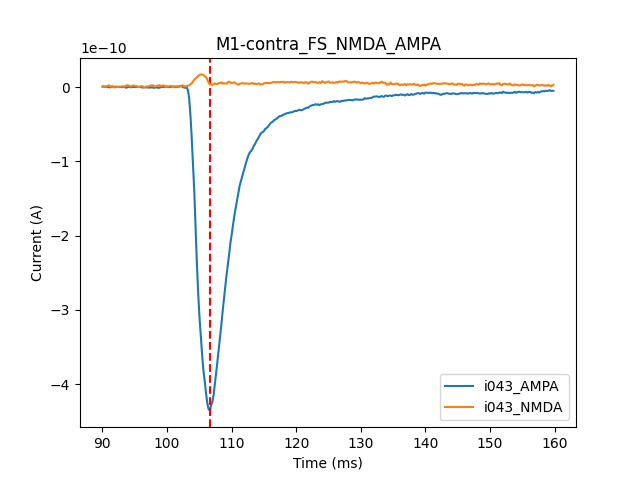 M1-contra_FS_NMDA_AMPA
1e−10
0
−1
−2
−3
−4
Current (A)
90 100 110 120 130 140 150 160
Time (ms)
i043_AMPA
i043_NMDA